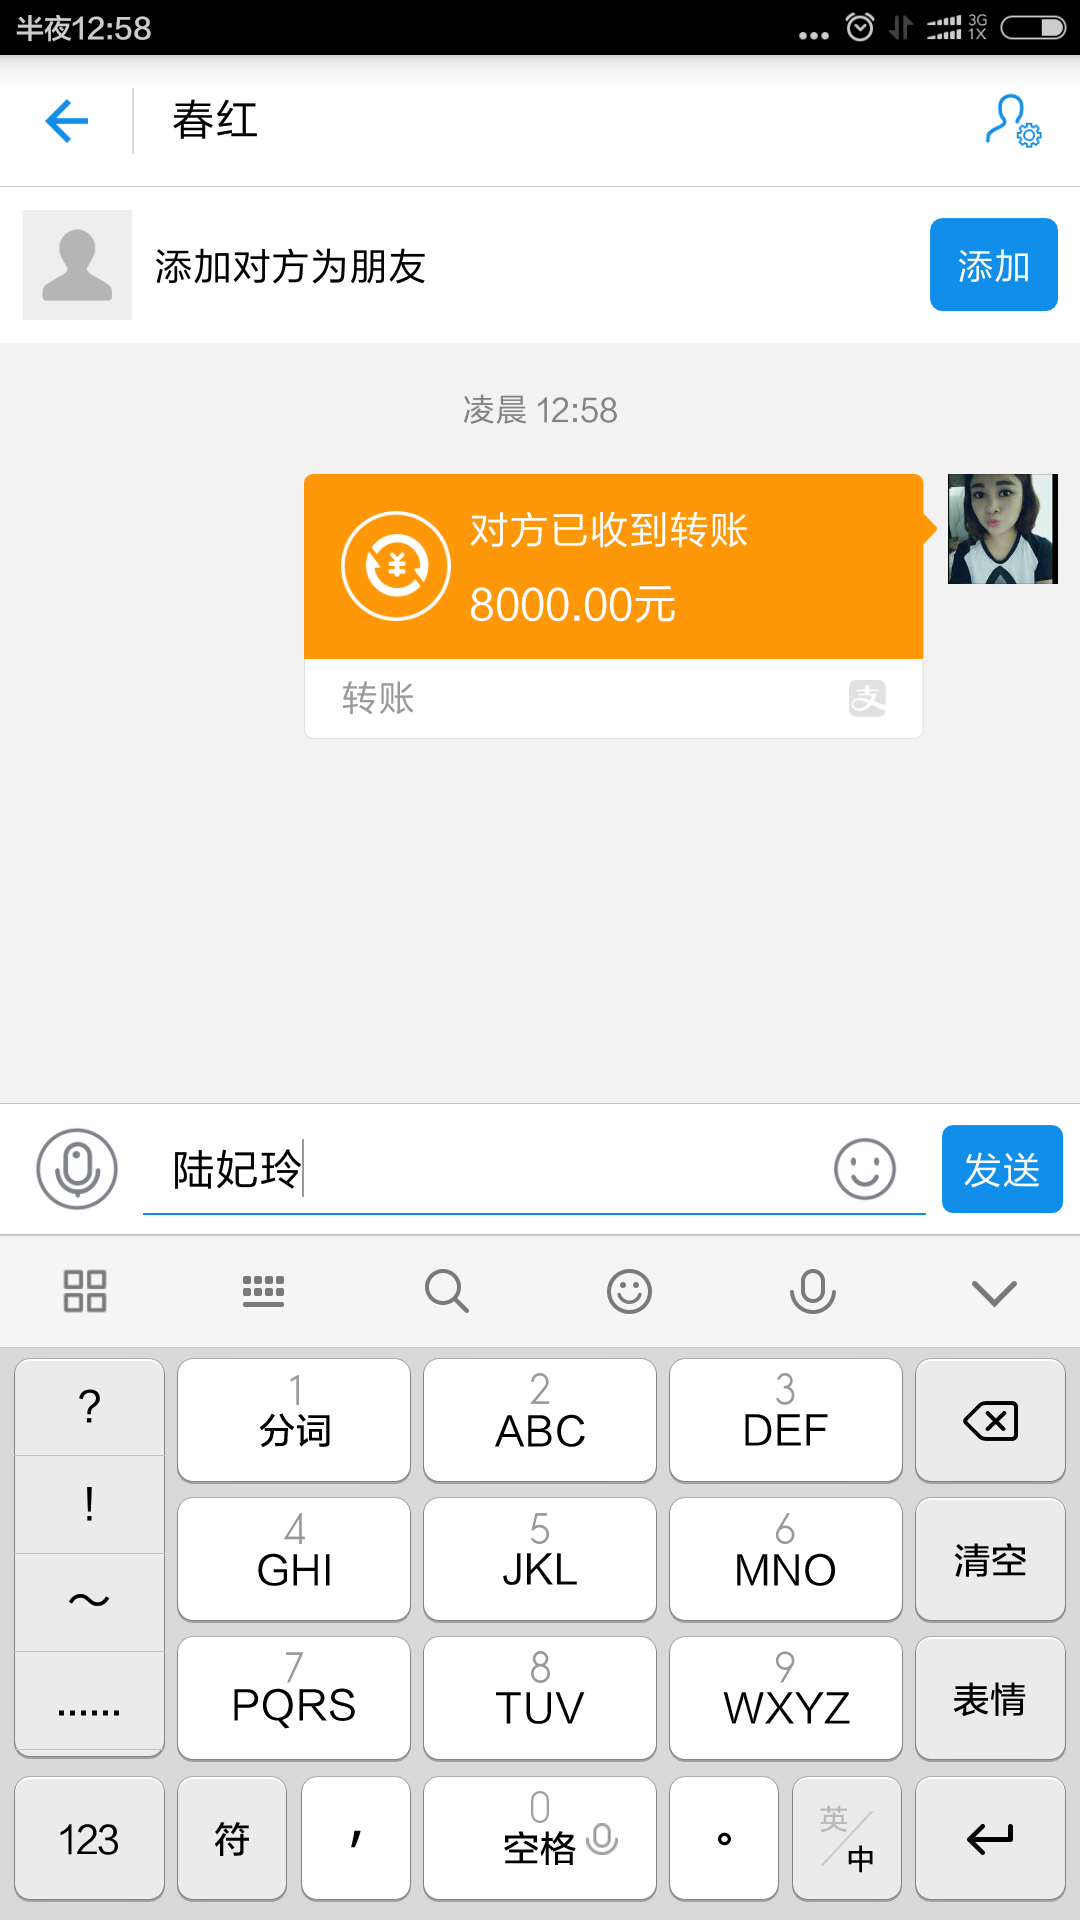 半夜12:58
3G
1X
春红
添加对方为朋友
添加
凌晨 12:58
对方已收到转账
8000.00元
转账
支
陆妃玲
发送
?
!
～
......
1
分词
2
ABC
3
DEF
4
GHI
5
JKL
6
MNO
清空
7
PQRS
8
TUV
9
WXYZ
表情
123
符
，
0
空格
。
英
中